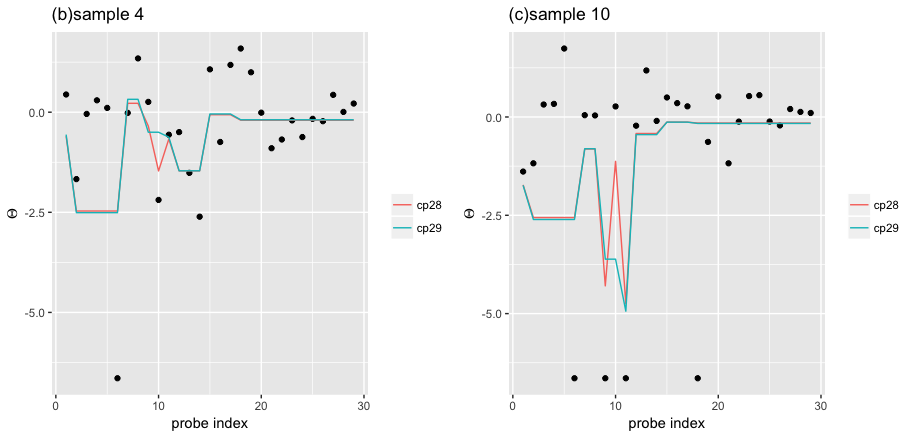 (b)sample 4
0.0
-2.5
-5.0
Θ
0
10
20
30
probe index
cp28
cp29
(c)sample 10
0.0
-2.5
-5.0
Θ
0
10
20
30
probe index
cp28
cp29